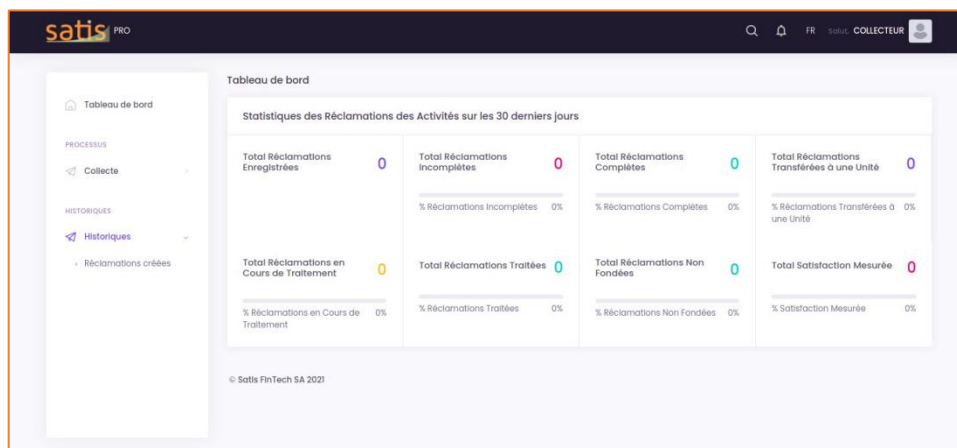 satis PRO
FR salut, COLLECTEUR
Tableau de bord
Tableau de bord
PROCESSUS
Collecte
HISTORIQUES
Historiques
Réclamations créées
Statistiques des Réclamations des Activités sur les 30 derniers jours
Total Réclamations
Enregistrées
0
Total Réclamations
Incomplètes
0
% Réclamations Incomplètes 0%
Total Réclamations
Complètes
0
% Réclamations Complètes 0%
Total Réclamations
Transférées à une Unité
0
% Réclamations Transférées à 0%
une Unité
Total Réclamations en
Cours de Traitement
0
% Réclamations en Cours de 0%
Traitement
Total Réclamations Traitées 0
% Réclamations Traitées 0%
Total Réclamations Non
Fondées
0
% Réclamations Non Fondées 0%
Total Satisfaction Mesurée 0
% Satisfaction Mesurée 0%
© Satis FinTech SA 2021